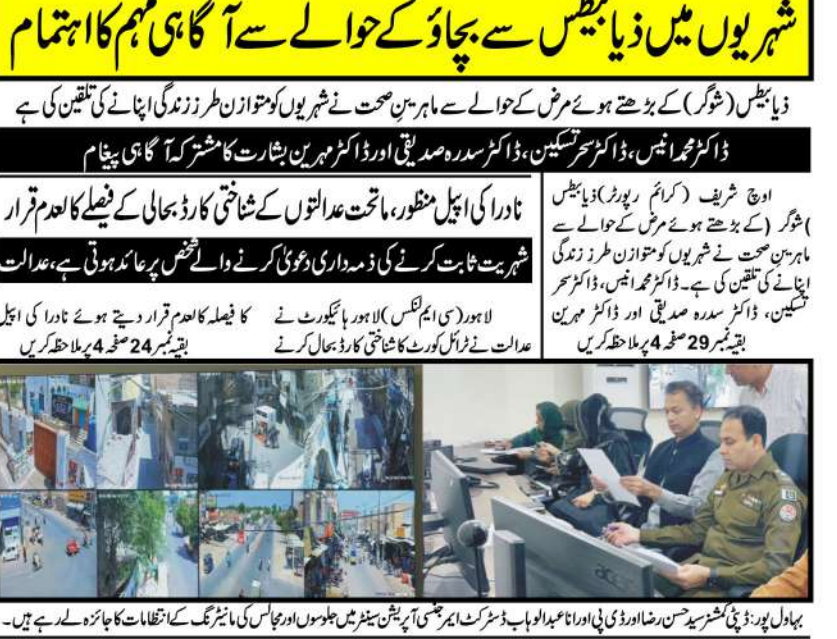 شہریوں میں ذیابیطس سے بچاؤ کے حوالے سے آگاہی مہم کا اہتمام
ذیابیطس (شوگر) کے بڑھتے ہوئے مرض کے حوالے سے ماہرین صحت نے شہریوں کو متوازن طرز زندگی اپنانے کی تلقین کی ہے
ڈاکٹر محمد انیس، ڈاکٹر سحر تسکین، ڈاکٹر سدرہ صدیقی اور ڈاکٹر مہرین بشارت کا مشترکہ آگاہی پیغام
اوچ شریف (کرائم رپورٹر) ذیابیطس
)شوگر (کے بڑھتے ہوئے مرض کے حوالے سے
ماہرین صحت نے شہریوں کو متوازن طرز زندگی
اپنانے کی تلقین کی ہے۔ ڈاکٹر محمد انیس، ڈاکٹر سحر
تسکین، ڈاکٹر سدرہ صدیقی اور ڈاکٹر مہرین
بقیہ نمبر 29 صفحہ 4 پر ملاحظہ کریں
نادرا کی اپیل منظور، ماتحت عدالتوں کے شناختی کارڈ بحالی کے فیصلے کالعدم قرار
شہریت ثابت کرنے کی ذمہ داری دعویٰ کرنے والے شخص پر عائد ہوتی ہے، عدالت
لاہور (سی ایم لنکس) لاہور ہائیکورٹ نے
عدالت نے ٹرائل کورٹ کا شناختی کارڈ بحال کرنے
کا فیصلہ کالعدم قرار دیتے ہوئے نادرا کی اپیل
بقیہ نمبر 24 صفحہ 4 پر ملاحظہ کریں
acer
بہاول پور: ڈپٹی کمشنر سید حسن رضا اور ڈی پی او رانا عبدالوہاب ڈسٹرکٹ ایمرجنسی آپریشن سینٹر میں جلوسوں اور مجالس کی مانیٹرنگ کے انتظامات کا جائزہ لے رہے ہیں۔